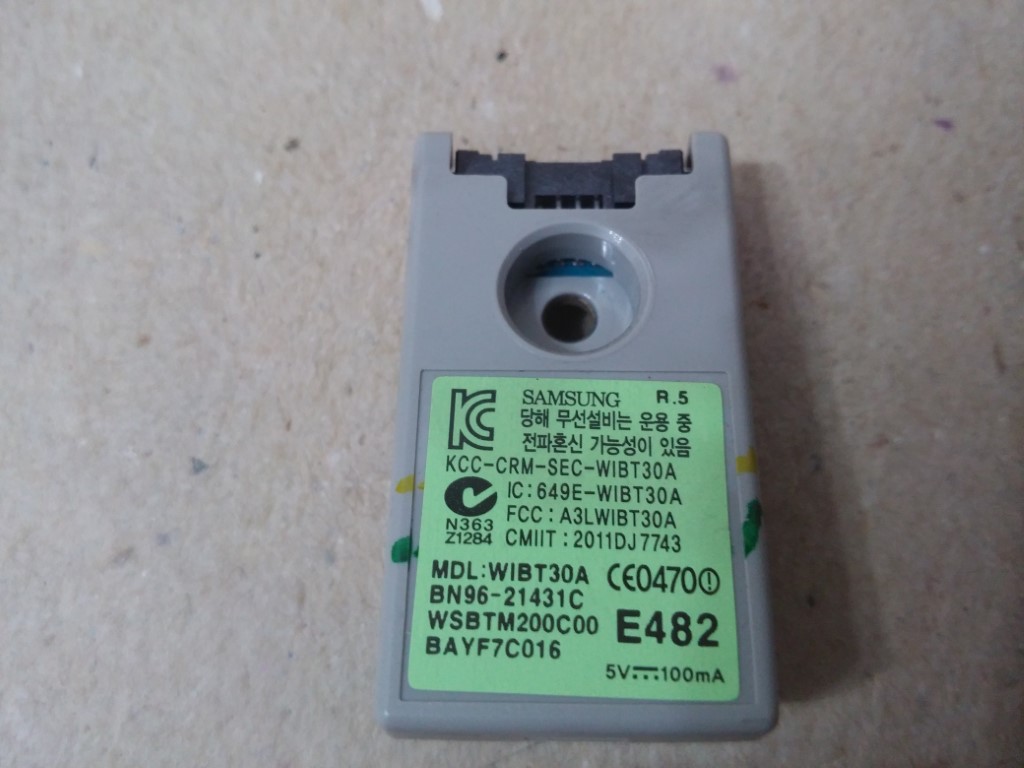 SAMSUNG R.5
당해 무선설비는 운용 중
전파혼신 가능성이 있음
KCC-CRM-SEC-WIBT30A
IC:649E-WIBT30A
FCC:A3LWIBT30A
N363
Z1284
CMIIT:2011DJ7743
MDL:WIBT30A
CE0470
BN96-21431C
WSBTM200C00
E482
BAYF7C016
5V⎓100mA